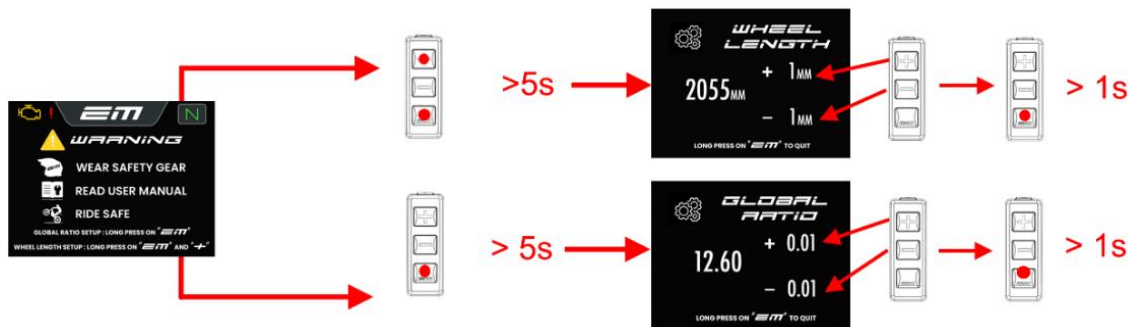 EM
N
WARNING
WEAR SAFETY GEAR
READ USER MANUAL
RIDE SAFE
GLOBAL RATIO SETUP : LONG PRESS ON "EM"
WHEEL LENGTH SETUP : LONG PRESS ON "EM" AND "+"
>5s
WHEEL
LENGTH
2055MM
+ 1MM
- 1MM
LONG PRESS ON "EM" TO QUIT
> 1s
> 5s
GLOBAL
RATIO
12.60
+ 0.01
- 0.01
LONG PRESS ON "EM" TO QUIT
> 1s